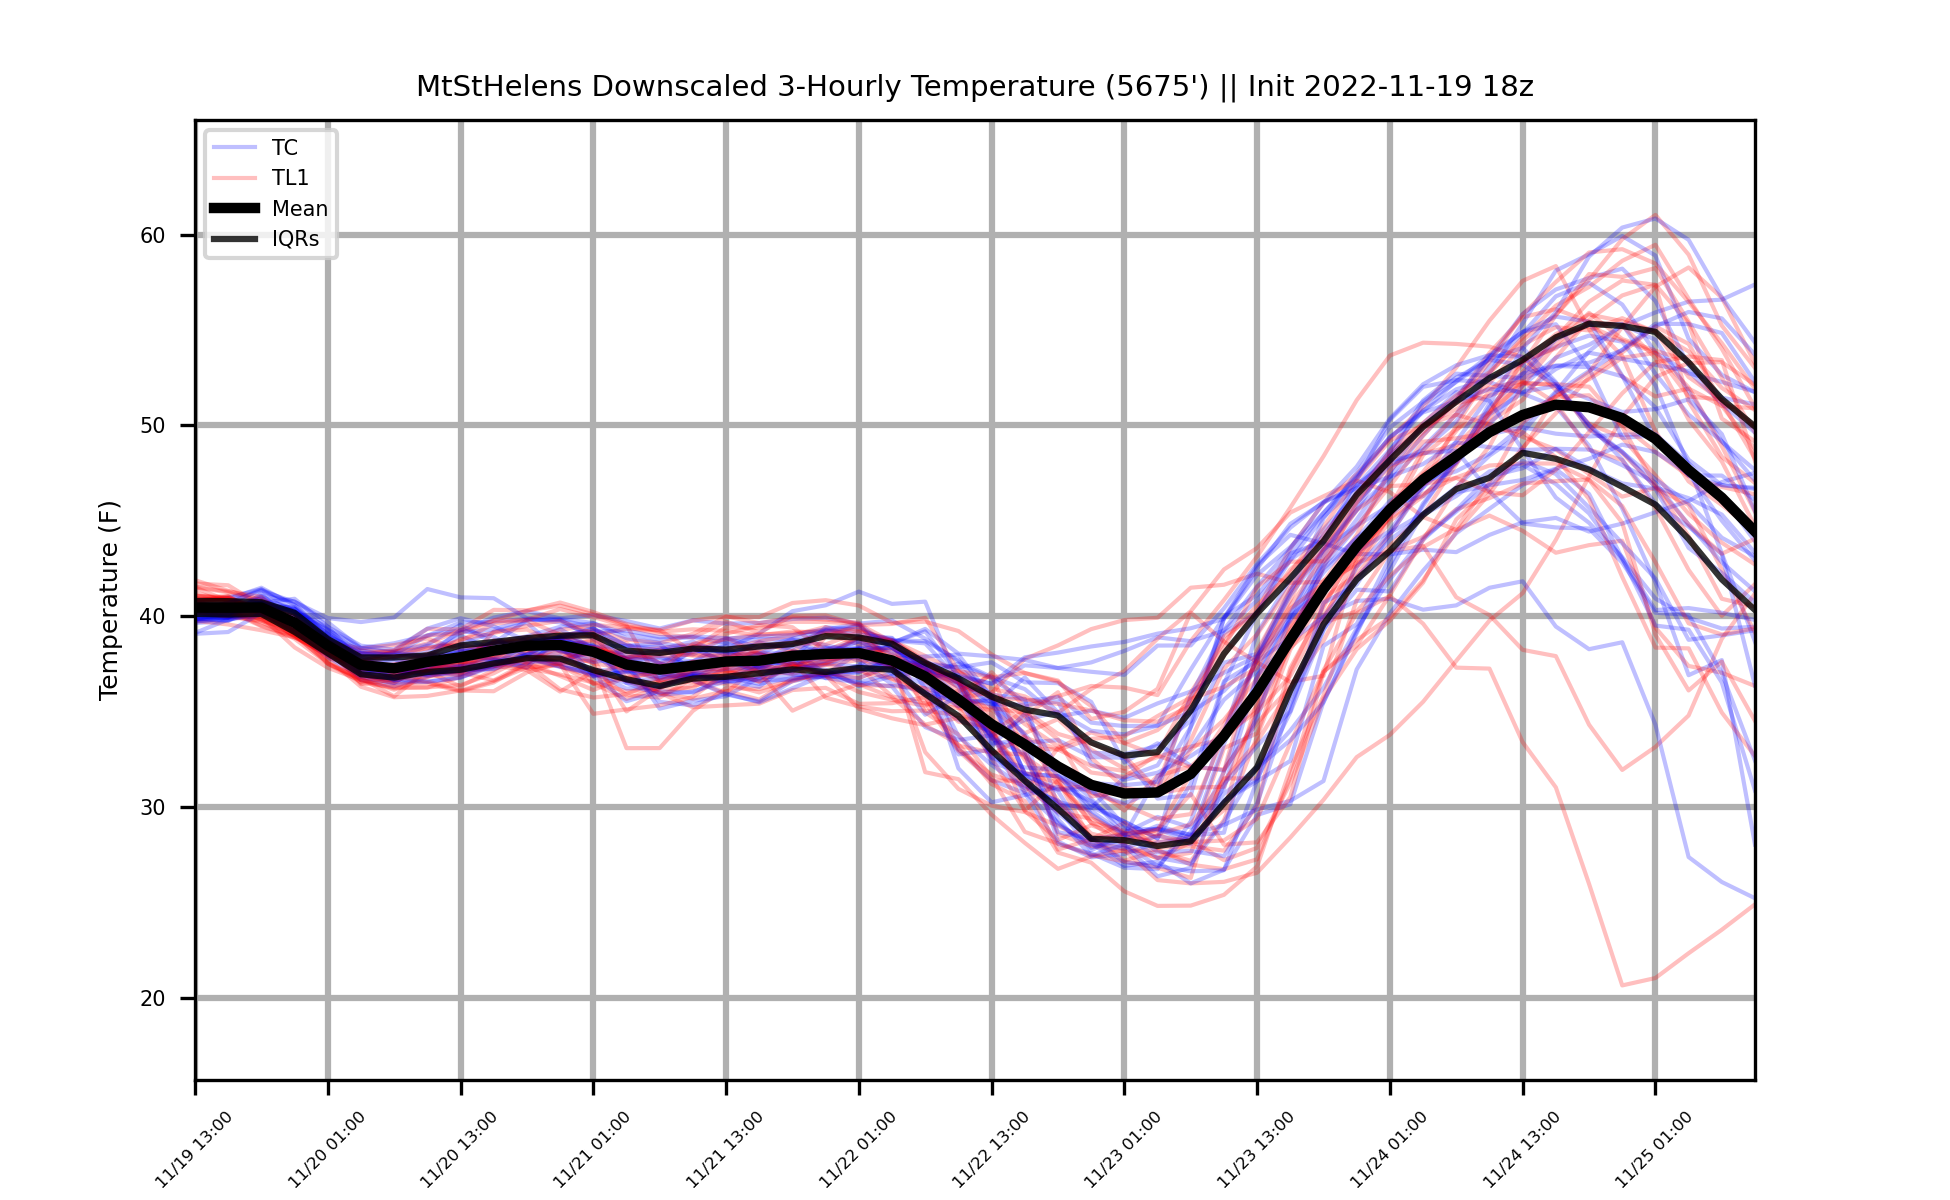 MtStHelens Downscaled 3-Hourly Temperature (5675') || Init 2022-11-19 18z
TC
TL1
Mean
IQRs
Temperature (F)
60
50
40
30
20
11/19 13:00
11/20 01:00
11/20 13:00
11/21 01:00
11/21 13:00
11/22 01:00
11/22 13:00
11/23 01:00
11/23 13:00
11/24 01:00
11/24 13:00
11/25 01:00